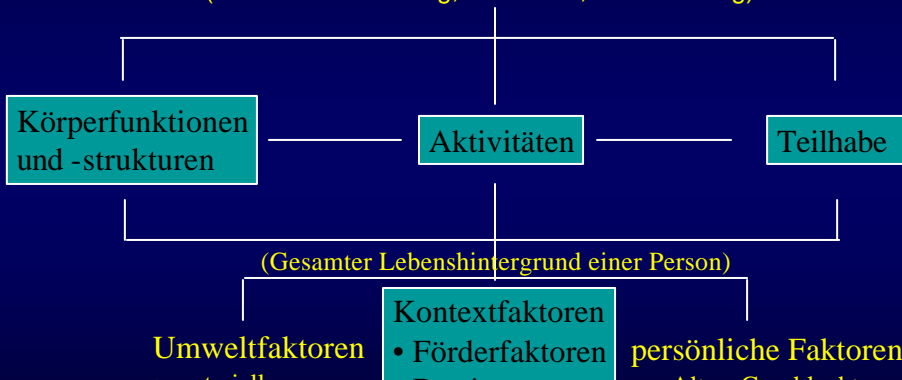 Körperfunktionen
und -strukturen
Aktivitäten
Teilhabe
(Gesamter Lebenshintergrund einer Person)
Kontextfaktoren
Umweltfaktoren
• Förderfaktoren
persönliche Faktoren